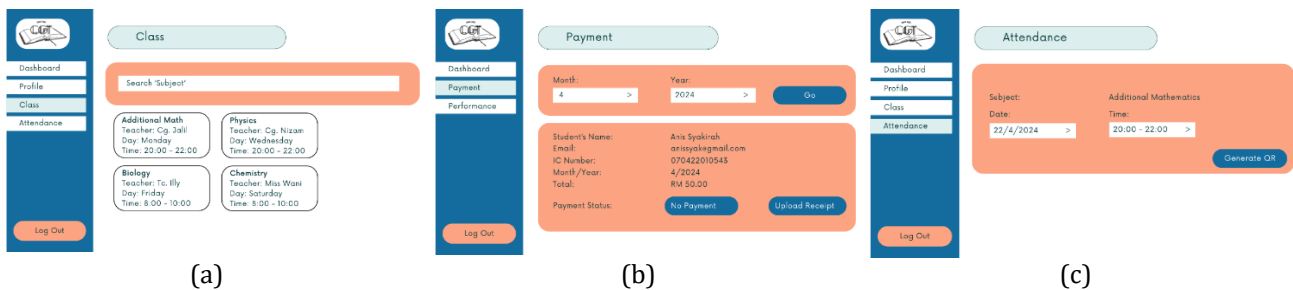 CGT
Class
Dashboard
Profile
Class
Attendance
Search 'Subject'
Additional Math
Teacher: Cg. Jalil
Day: Monday
Time: 20:00 - 22:00
Physics
Teacher: Cg. Nizam
Day: Wednesday
Time: 20:00 - 22:00
Biology
Teacher: Tc. Illy
Day: Friday
Time: 8:00 - 10:00
Chemistry
Teacher: Miss Wani
Day: Saturday
Time: 8:00 - 10:00
Log Out
(a)
CGT
Payment
Dashboard
Payment
Performance
Month: Year:
4 > 2024 > Go
Student's Name: Anis Syakirah
Email: anissyak@gmail.com
IC Number: 070422010543
Month/Year: 4/2024
Total: RM 50.00
Payment Status: No Payment Upload Receipt
Log Out
(b)
CGT
Attendance
Dashboard
Profile
Class
Attendance
Subject: Additional Mathematics
Date: Time:
22/4/2024 > 20:00 - 22:00 >
Generate QR
Log Out
(c)